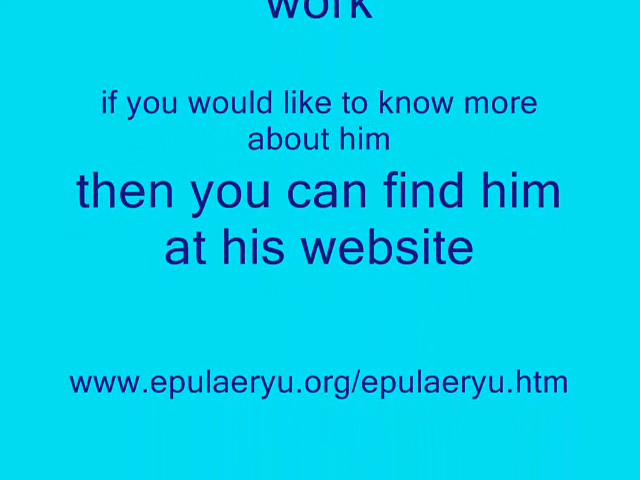 work
if you would like to know more
about him
then you can find him
at his website
www.epulaeryu.org/epulaeryu.htm